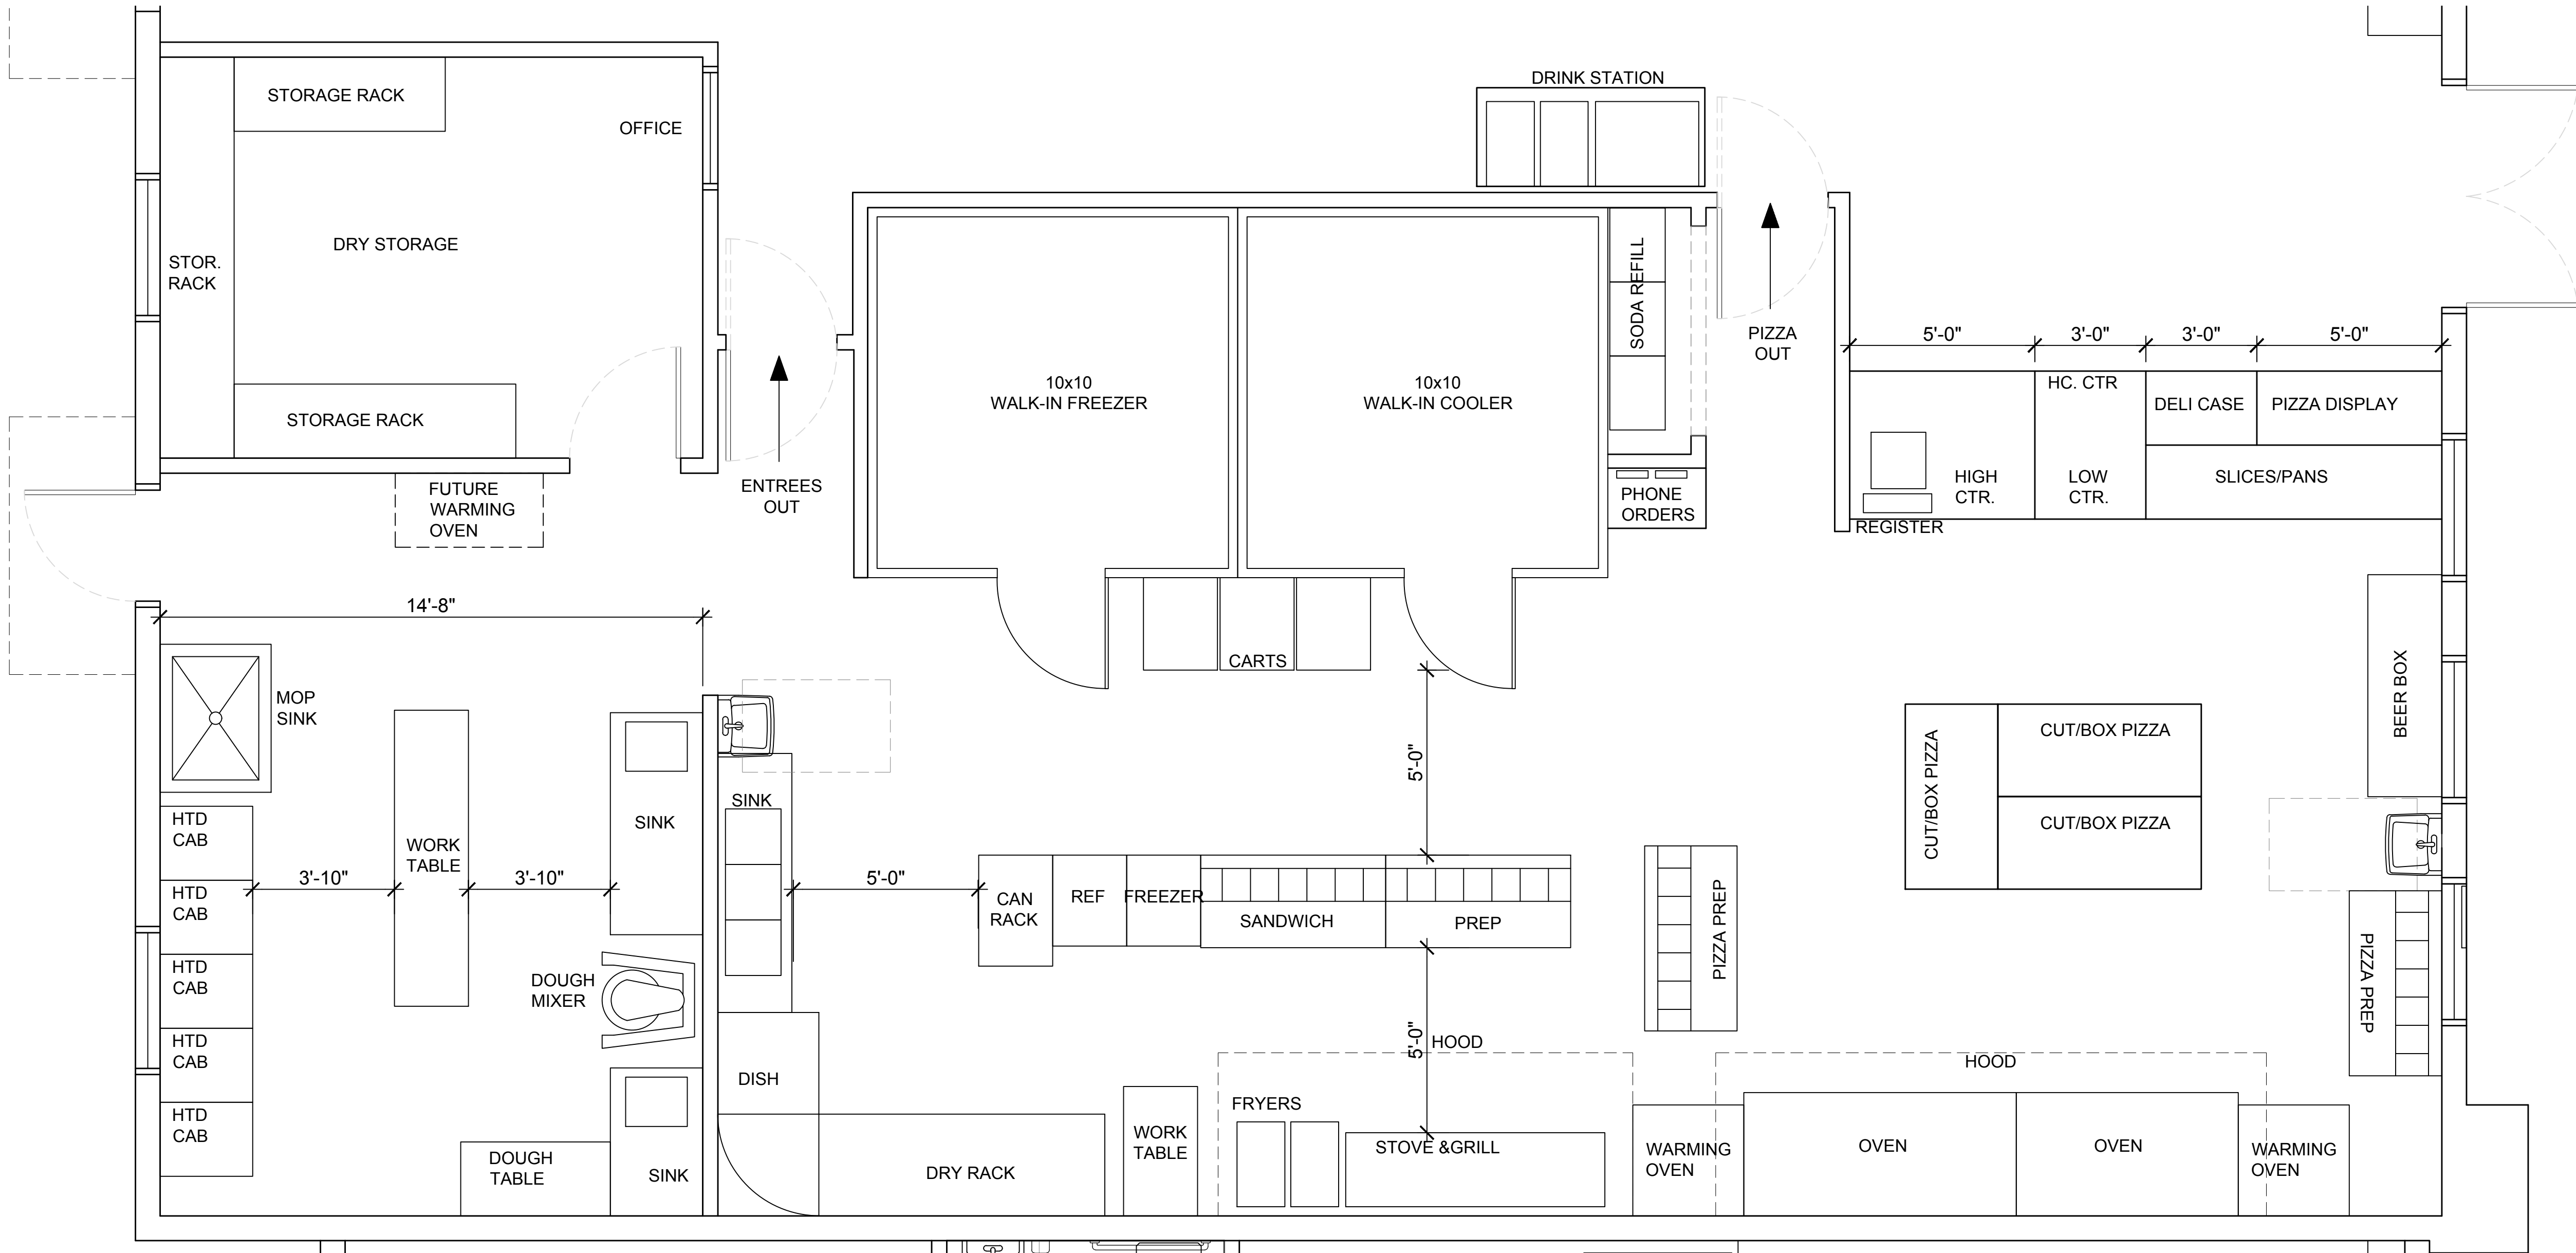 DRINK STATION
STORAGE RACK
OFFICE
DRY STORAGE
STOR.
RACK
STORAGE RACK
FUTURE
WARMING
OVEN
ENTREES
OUT
10x10
WALK-IN FREEZER
10x10
WALK-IN COOLER
SODA REFILL
PHONE
ORDERS
PIZZA
OUT
5'-0"
3'-0"
3'-0"
5'-0"
HC. CTR
DELI CASE
PIZZA DISPLAY
HIGH
CTR.
LOW
CTR.
SLICES/PANS
REGISTER
14'-8"
MOP
SINK
CARTS
5'-0"
BEER BOX
CUT/BOX PIZZA
CUT/BOX PIZZA
CUT/BOX PIZZA
HTD
CAB
HTD
CAB
HTD
CAB
HTD
CAB
HTD
CAB
3'-10"
WORK
TABLE
3'-10"
SINK
SINK
5'-0"
CAN
RACK
REF
FREEZER
SANDWICH
PREP
PIZZA PREP
PIZZA PREP
DOUGH
MIXER
5'-0"
HOOD
HOOD
DISH
FRYERS
DOUGH
TABLE
SINK
DRY RACK
WORK
TABLE
STOVE &GRILL
WARMING
OVEN
OVEN
OVEN
WARMING
OVEN